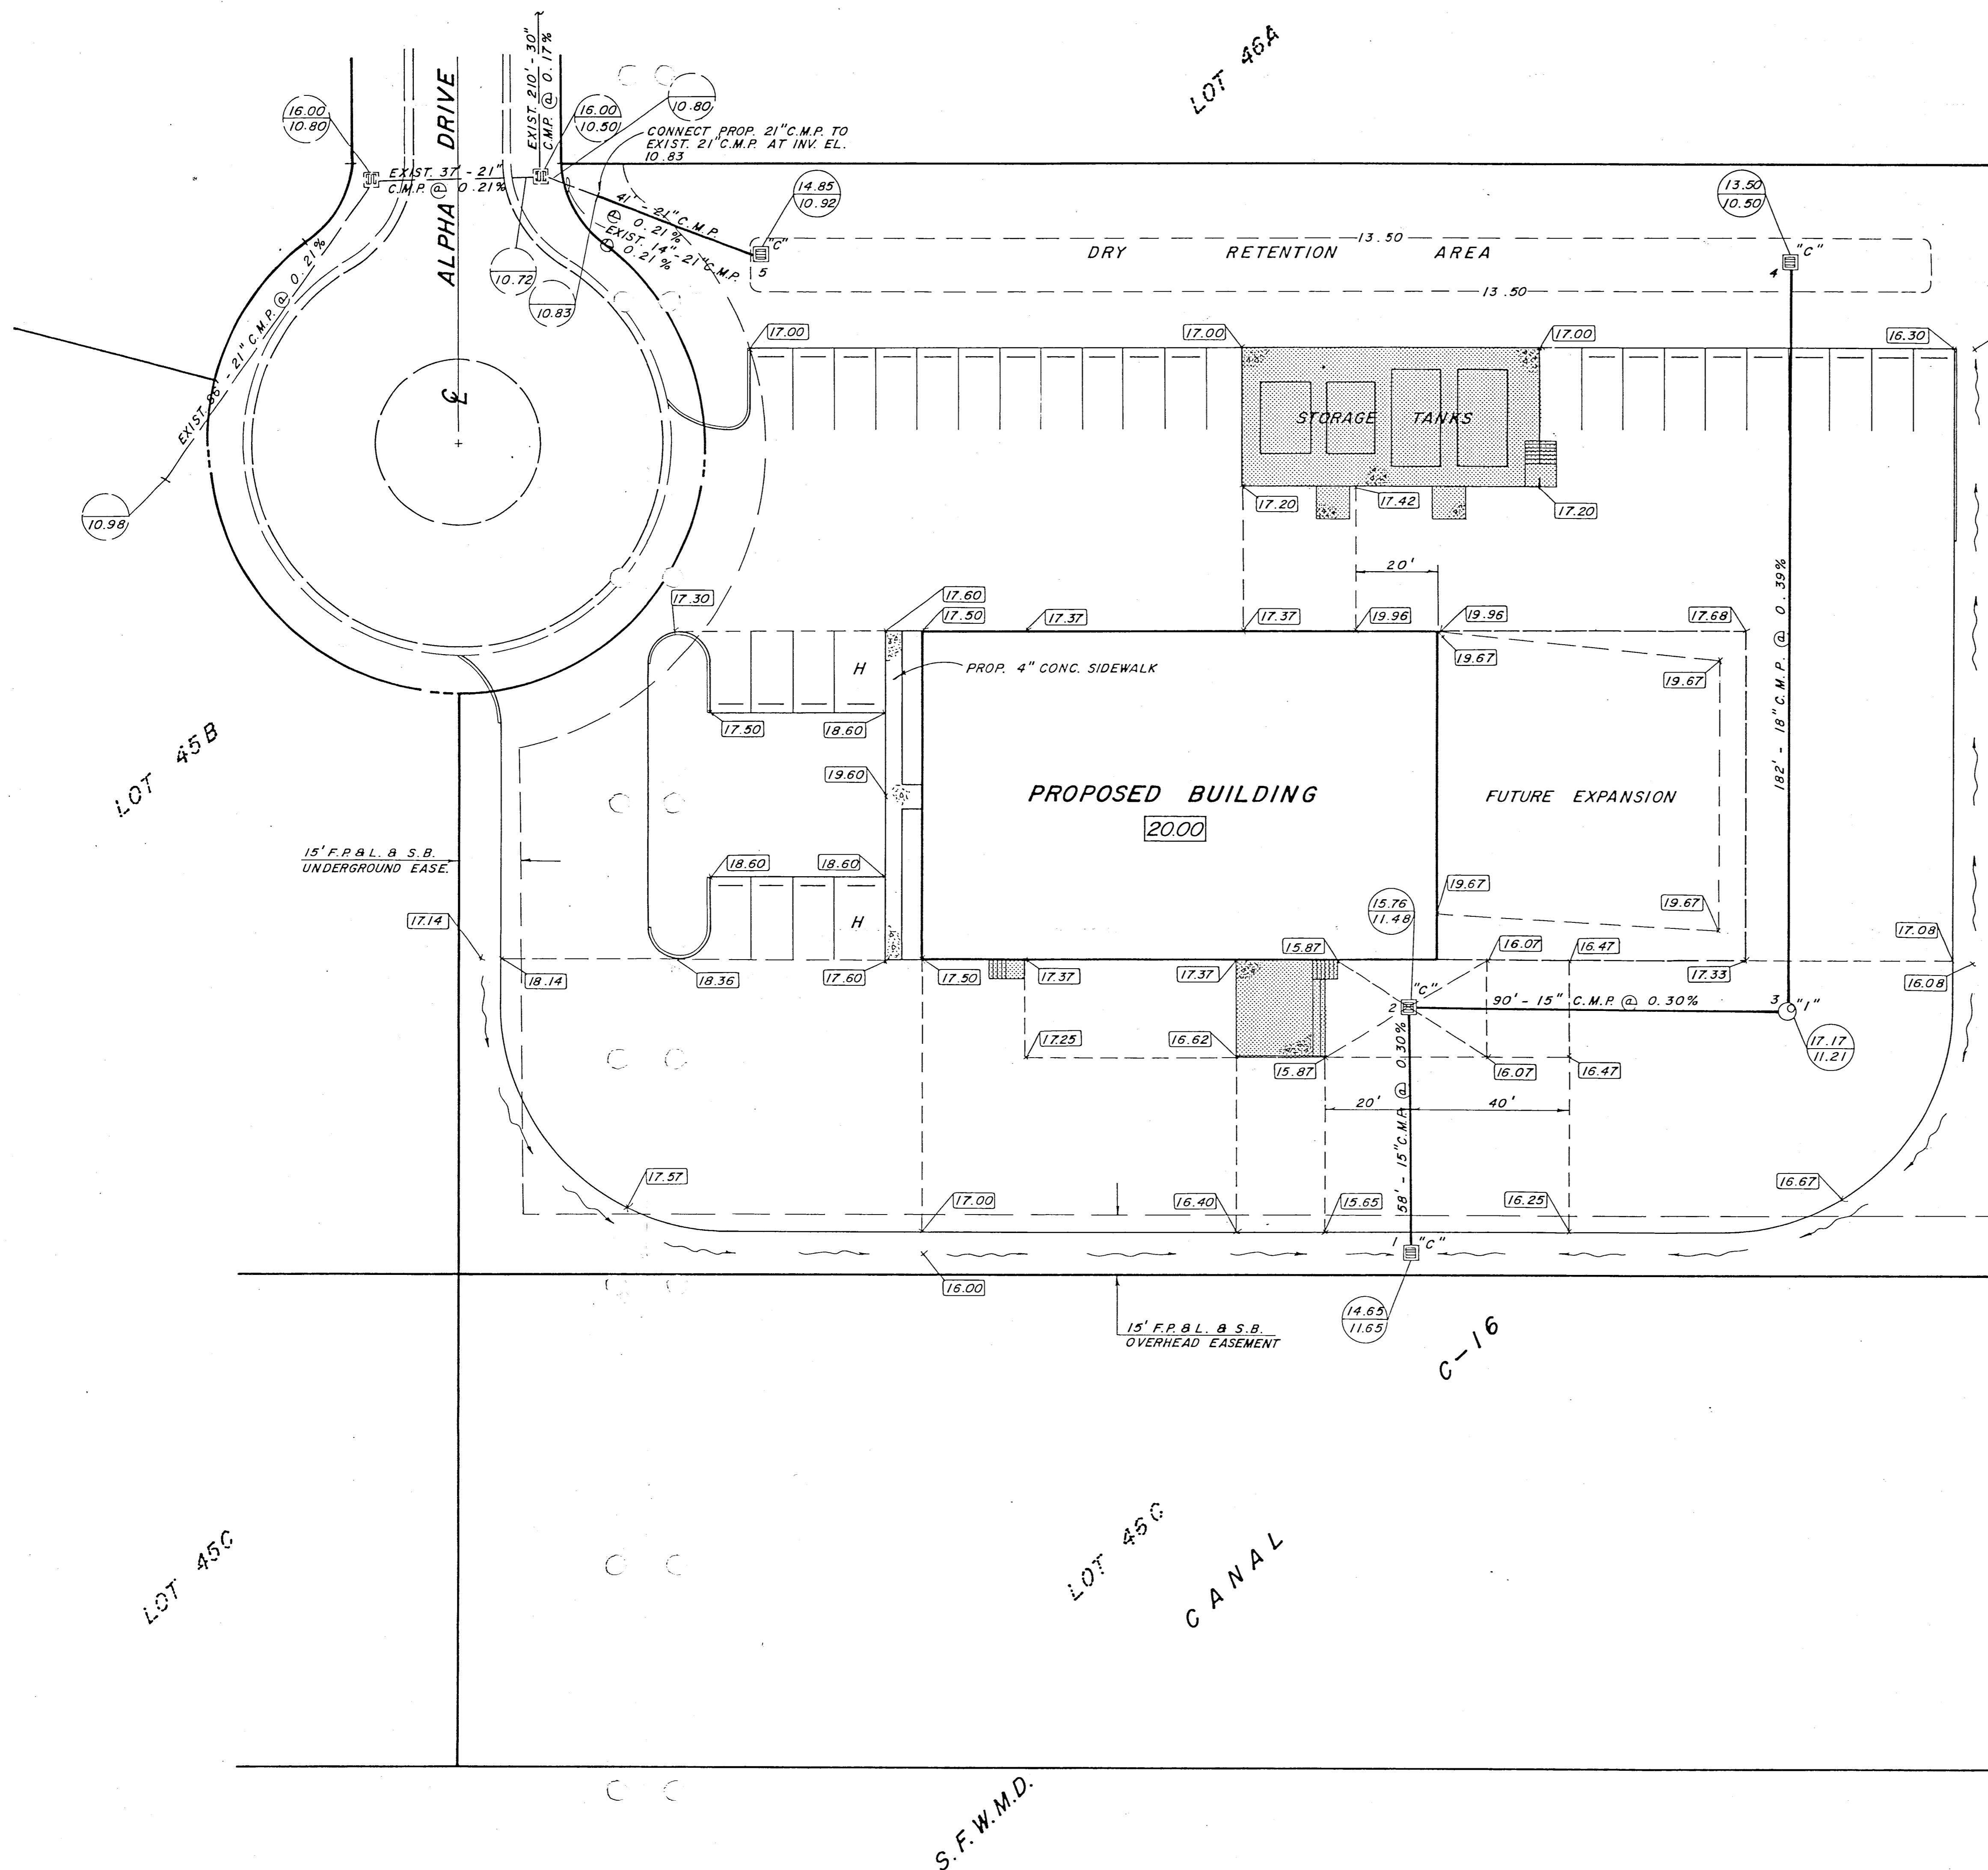 LOT 46A
EXIST. 210' - 30"
C.M.P. @ 0.17%
ALPHA DRIVE
16.00
10.80
16.00
10.50
10.80
CONNECT PROP. 21" C.M.P. TO
EXIST. 21" C.M.P. AT INV. EL.
10.83
EXIST. 37' - 21"
C.M.P. @ 0.21%
41' - 21" C.M.P.
@ 0.21%
EXIST. 14" - 21" C.M.P.
@ 0.21%
14.85
10.92
"C"
5
13.50
10.50
"C"
4
13.50
DRY RETENTION AREA
13.50
10.72
10.83
EXIST. 86' - 21" C.M.P. @ 0.21%
10.98
17.00
17.00
17.00
16.30
STORAGE TANKS
17.20
17.42
17.20
20'
182' - 18" C.M.P. @ 0.39%
17.30
17.60
17.50
17.37
17.37
19.96
19.96
17.68
19.67
19.67
H
PROP. 4" CONC. SIDEWALK
17.50
18.60
LOT 45B
19.60
PROPOSED BUILDING
20.00
FUTURE EXPANSION
15' F.P. & L. & S.B.
UNDERGROUND EASE.
18.60
18.60
19.67
19.67
15.76
11.48
H
17.14
18.14
18.36
17.60
17.50
17.37
17.37
15.87
16.07
16.47
17.33
17.08
16.08
"C"
2
90' - 15" C.M.P. @ 0.30%
3
"1"
17.17
11.21
17.25
16.62
15.87
16.07
16.47
20'
40'
58' - 15" C.M.P. @ 0.30%
17.57
17.00
16.40
15.65
16.25
16.67
1
"C"
16.00
14.65
11.65
15' F.P. & L. & S.B.
OVERHEAD EASEMENT
C-16
LOT 45C
LOT 46C
CANAL
S.F.W.M.D.